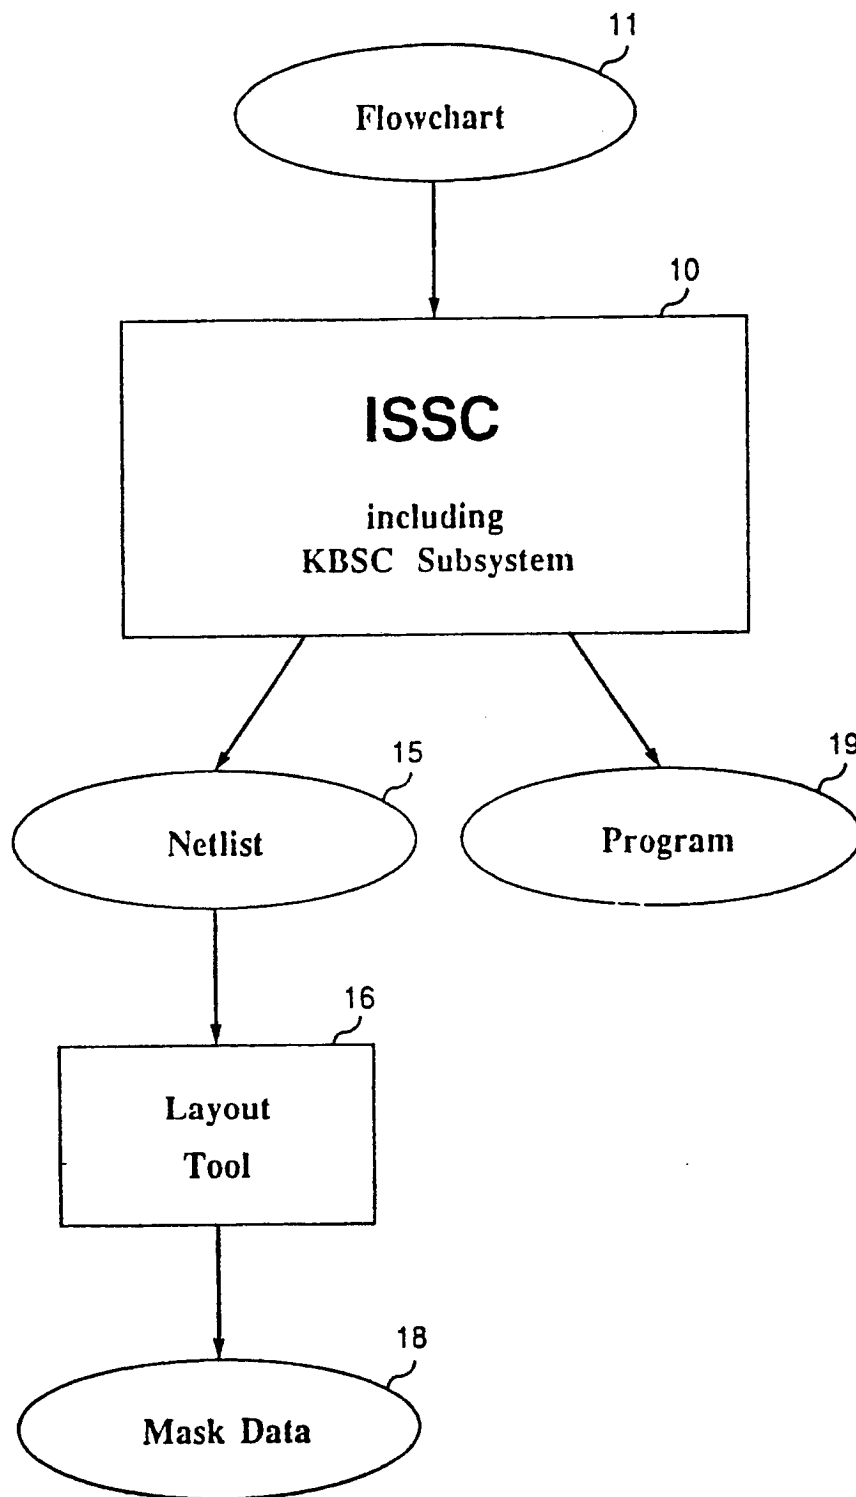 11
Flowchart
10
ISSC
including
KBSC Subsystem
15
19
Netlist
Program
16
Layout
Tool
18
Mask Data